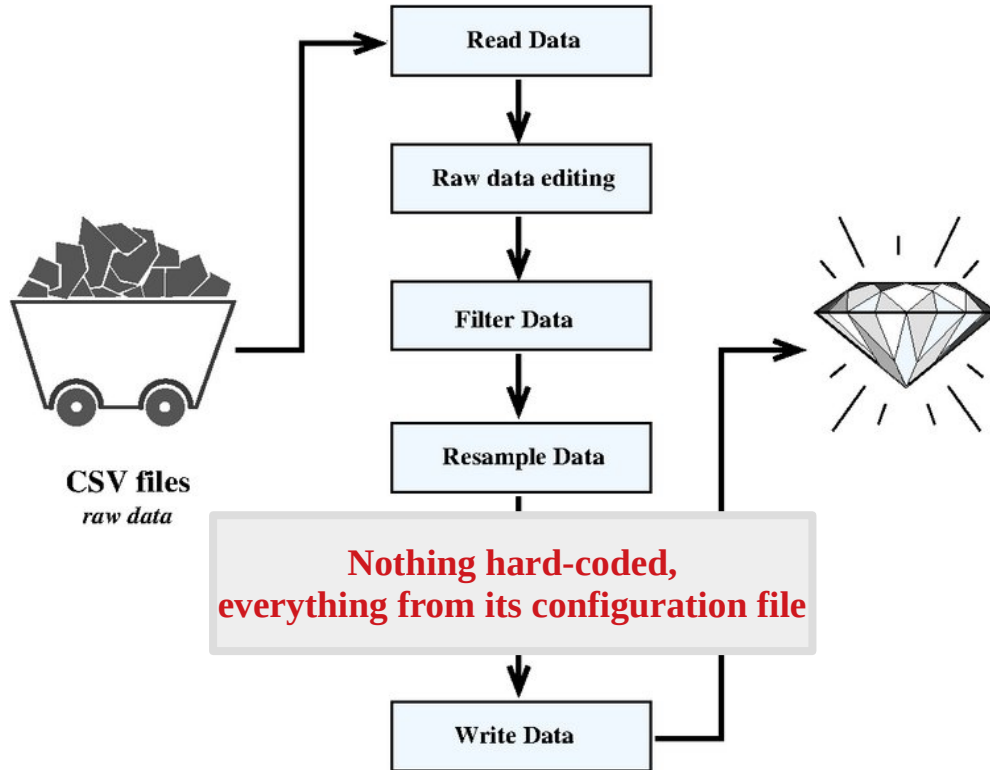 Read Data
Raw data editing
Filter Data
Resample Data
CSV files
raw data
Nothing hard-coded,
everything from its configuration file
Write Data